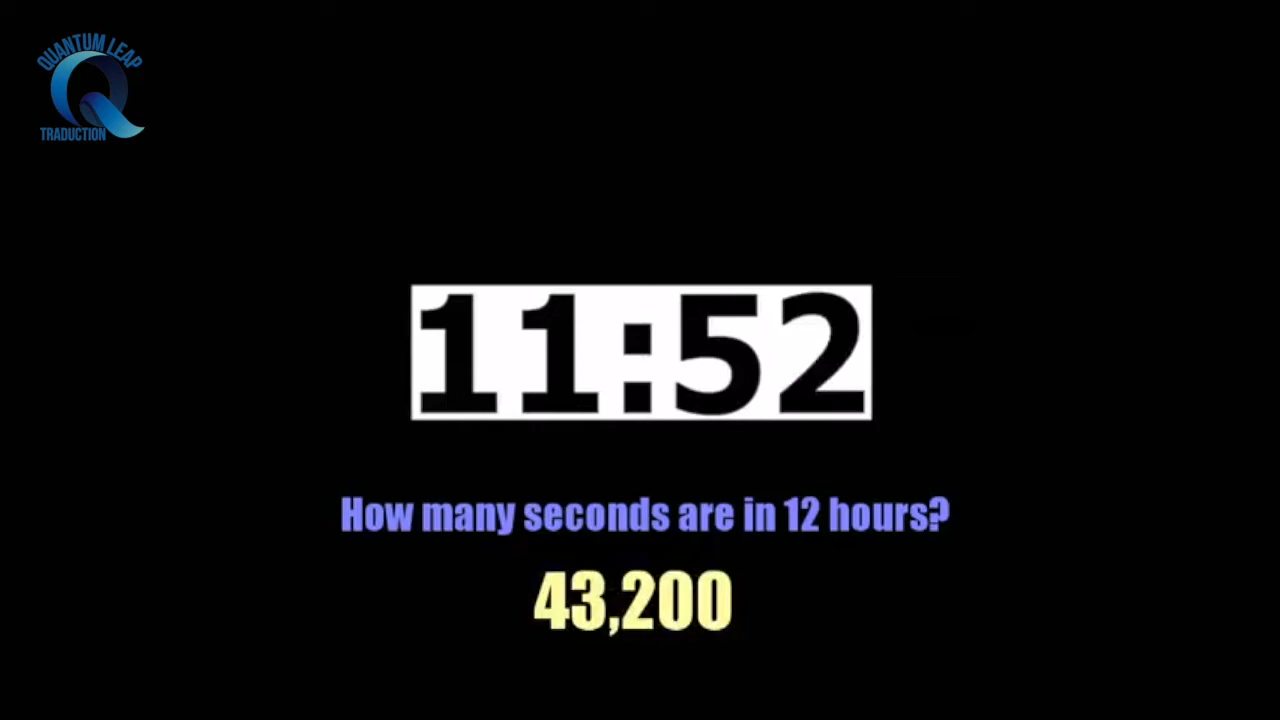 QUANTUM LEAP
TRADUCTION
11:52
How many seconds are in 12 hours?
43,200